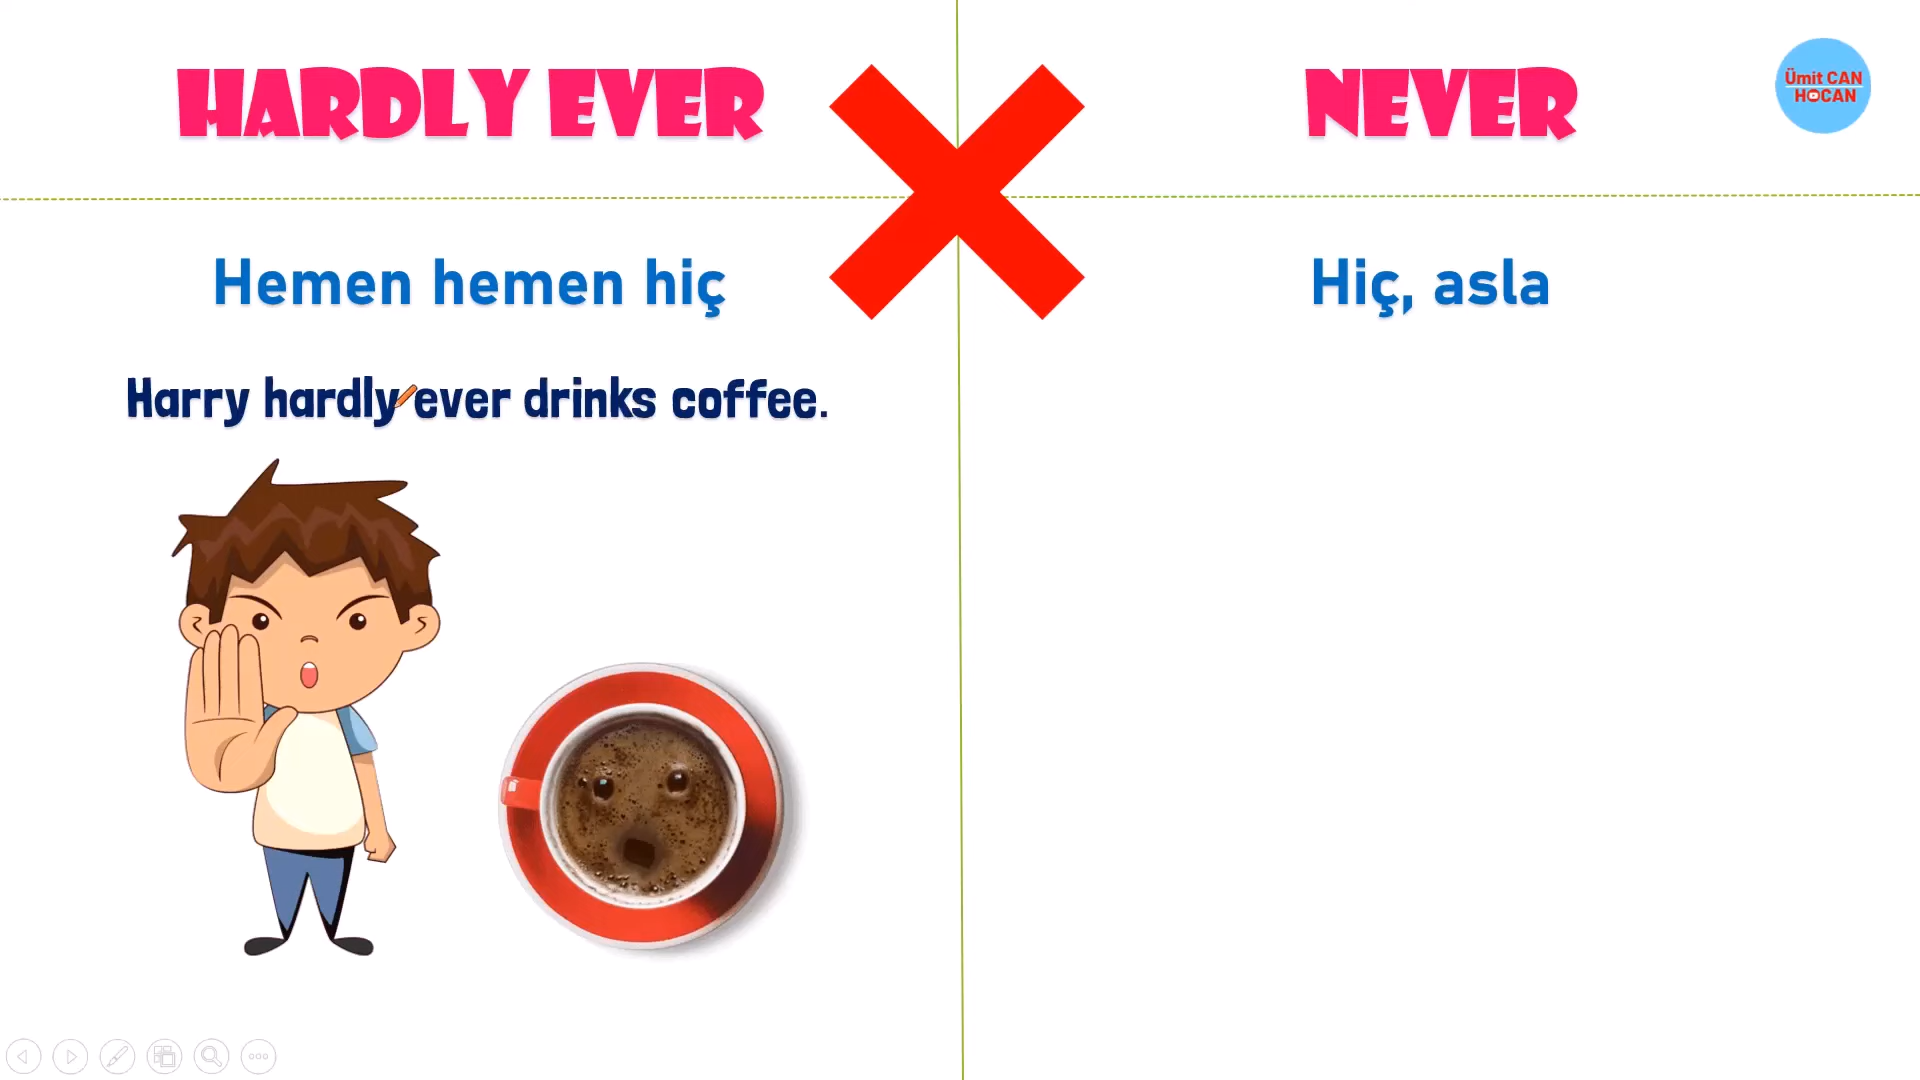 HARDLY EVER
NEVER
Ümit CAN
HOCAN
Hemen hemen hiç
Hiç, asla
Harry hardly ever drinks coffee.